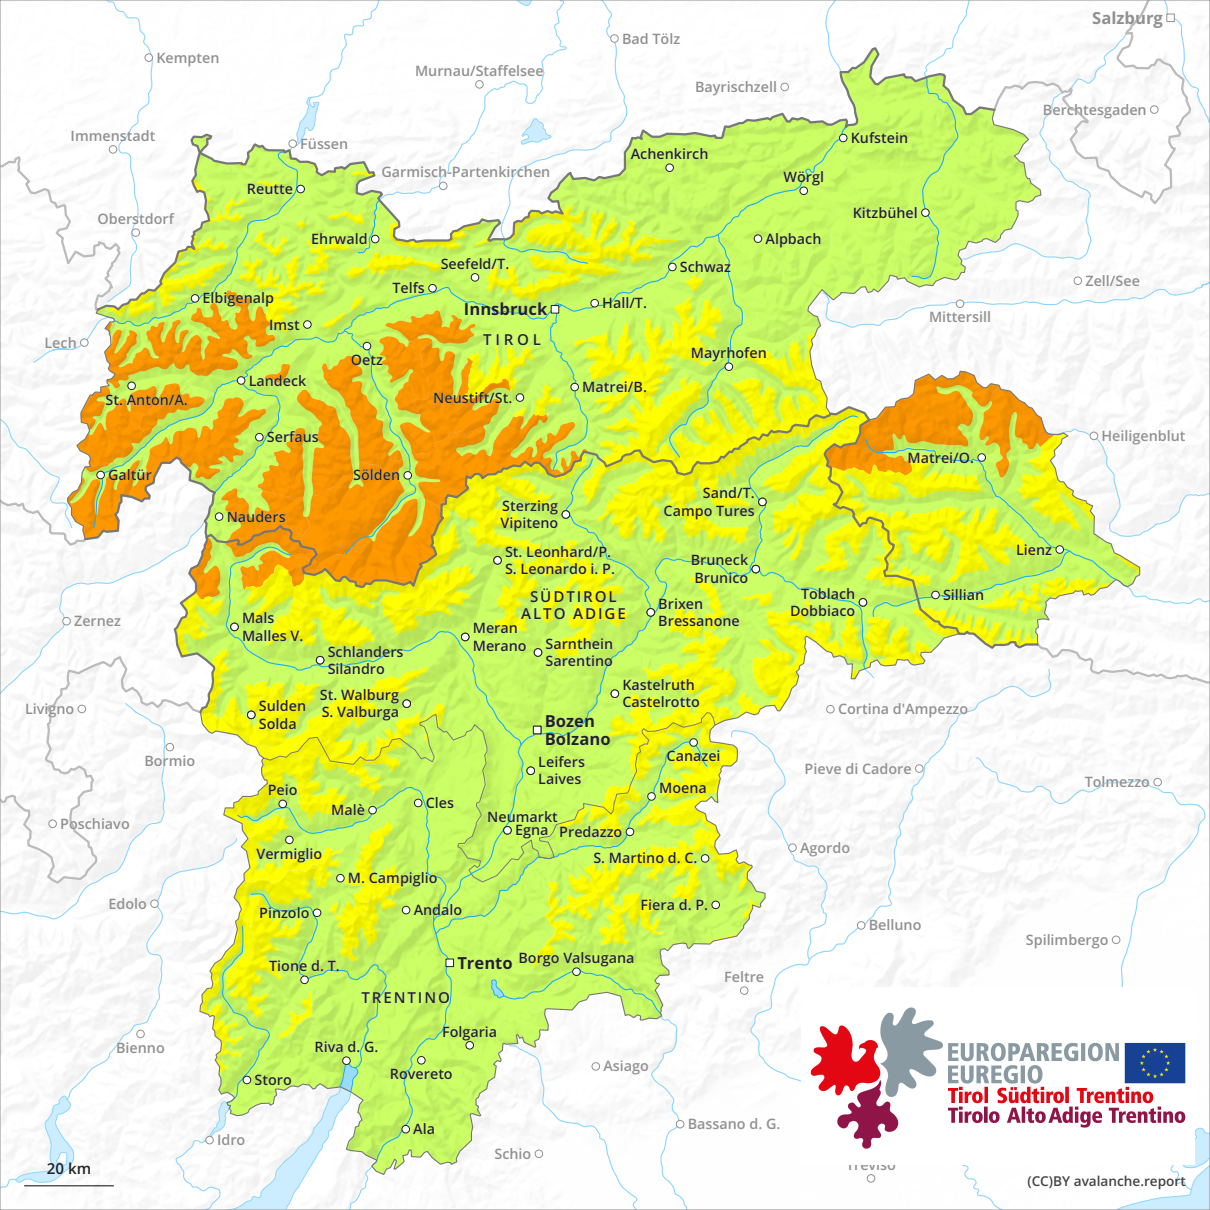 Salzburg
Bad Tölz
Kempten
Murnau/Staffelsee
Bayrischzell
Berchtesgaden
Immenstadt
Füssen
Kufstein
Achenkirch
Garmisch-Partenkirchen
Wörgl
Reutte
Oberstdorf
Kitzbühel
Ehrwald
Alpbach
Seefeld/T.
Schwaz
Zell/See
Telfs
Elbigenalp
Hall/T.
Innsbruck
Mittersill
Imst
TIROL
Lech
Oetz
Mayrhofen
Landeck
Matrei/B.
St. Anton/A.
Neustift/St.
Serfaus
Heiligenblut
Matrei/O.
Galtür
Sölden
Sand/T.
Campo Tures
Nauders
Sterzing
Vipiteno
St. Leonhard/P.
S. Leonardo i. P.
Lienz
Bruneck
Brunico
SÜDTIROL
ALTO ADIGE
Toblach
Dobbiaco
Sillian
Brixen
Bressanone
Zernez
Mals
Malles V.
Meran
Merano
Sarnthein
Sarentino
Schlanders
Silandro
Kastelruth
Castelrotto
St. Walburg
S. Valburga
Livigno
Sulden
Solda
Cortina d'Ampezzo
Bozen
Bolzano
Bormio
Canazei
Leifers
Laives
Pieve di Cadore
Tolmezzo
Peio
Moena
Malè
Cles
Poschiavo
Neumarkt
Egna
Predazzo
Vermiglio
Agordo
S. Martino d. C.
M. Campiglio
Edolo
Pinzolo
Andalo
Fiera d. P.
Belluno
Spilimbergo
Trento
Borgo Valsugana
Tione d. T.
Feltre
TRENTINO
Folgaria
Bienno
Riva d. G.
Rovereto
Asiago
Storo
EUROPAREGION
EUREGIO
Tirol Südtirol Trentino
Tirolo Alto Adige Trentino
Ala
Bassano d. G.
Idro
Schio
Treviso
20 km
(CC)BY avalanche.report